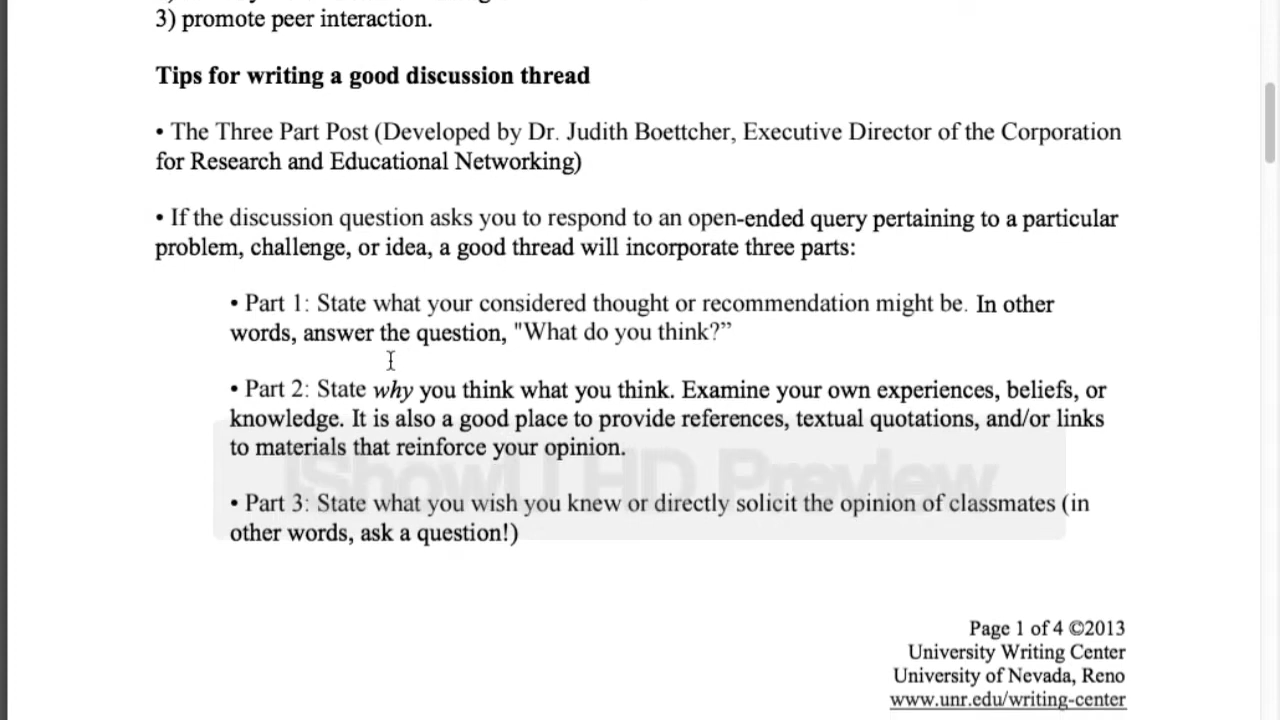 3) promote peer interaction.
Tips for writing a good discussion thread
• The Three Part Post (Developed by Dr. Judith Boettcher, Executive Director of the Corporation
for Research and Educational Networking)
• If the discussion question asks you to respond to an open-ended query pertaining to a particular
problem, challenge, or idea, a good thread will incorporate three parts:
• Part 1: State what your considered thought or recommendation might be. In other
words, answer the question, "What do you think?”
• Part 2: State why you think what you think. Examine your own experiences, beliefs, or
knowledge. It is also a good place to provide references, textual quotations, and/or links
to materials that reinforce your opinion.
iShowU HD Preview
• Part 3: State what you wish you knew or directly solicit the opinion of classmates (in
other words, ask a question!)
Page 1 of 4 ©2013
University Writing Center
University of Nevada, Reno
www.unr.edu/writing-center